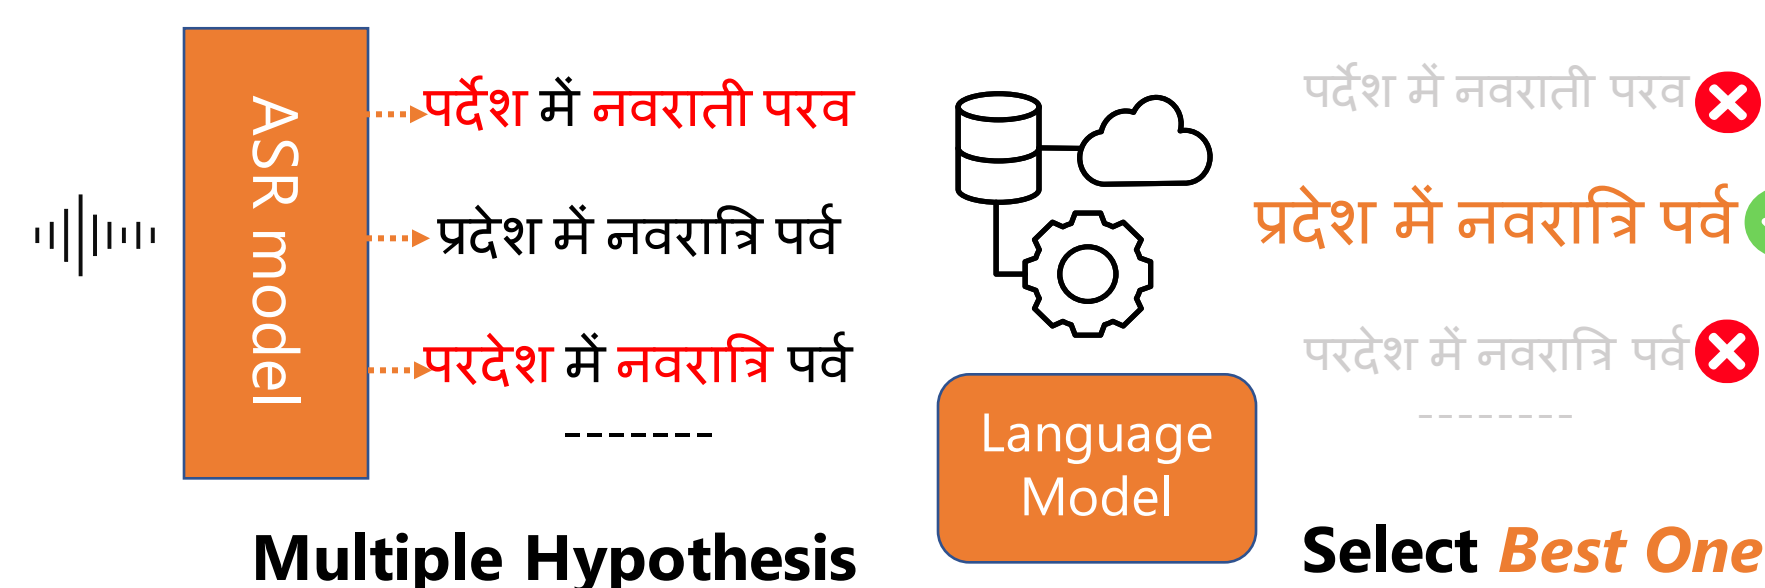 ASR model
पर्देश में नवराती परव
प्रदेश में नवरात्रि पर्व
परदेश में नवरात्रि पर्व
-------
Multiple Hypothesis
Language
Model
पर्देश में नवराती परव
प्रदेश में नवरात्रि पर्व
परदेश में नवरात्रि पर्व
--------
Select Best One